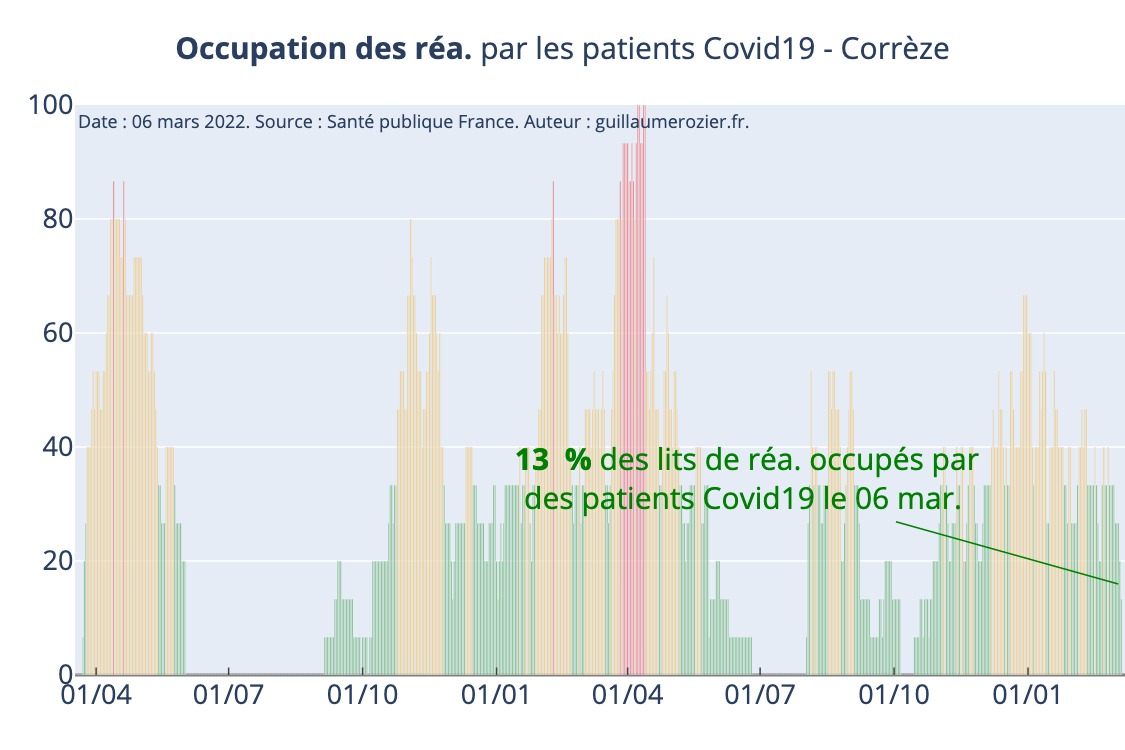 Occupation des réa. par les patients Covid19 - Corrèze
100
Date : 06 mars 2022. Source : Santé publique France. Auteur : guillaumerozier.fr.
80
60
40
13 % des lits de réa. occupés par
des patients Covid19 le 06 mar.
20
0
01/04 01/07 01/10 01/01 01/04 01/07 01/10 01/01